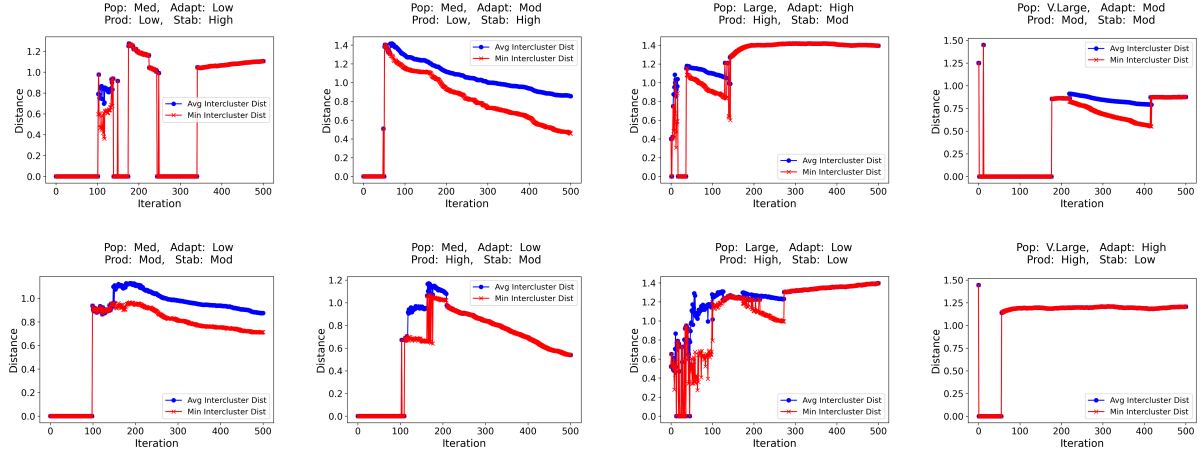 Pop: Med, Adapt: Low
Prod: Low, Stab: High
Distance
1.2
1.0
0.8
0.6
0.4
0.2
0.0
Avg Intercluster Dist
Min Intercluster Dist
0 100 200 300 400 500
Iteration
Pop: Med, Adapt: Mod
Prod: Low, Stab: High
Distance
1.4
1.2
1.0
0.8
0.6
0.4
0.2
0.0
Avg Intercluster Dist
Min Intercluster Dist
0 100 200 300 400 500
Iteration
Pop: Large, Adapt: High
Prod: High, Stab: Mod
Distance
1.4
1.2
1.0
0.8
0.6
0.4
0.2
0.0
Avg Intercluster Dist
Min Intercluster Dist
0 100 200 300 400 500
Iteration
Pop: V.Large, Adapt: Mod
Prod: Mod, Stab: Mod
Distance
1.50
1.25
1.00
0.75
0.50
0.25
0.00
Avg Intercluster Dist
Min Intercluster Dist
0 100 200 300 400 500
Iteration
Pop: Med, Adapt: Low
Prod: Mod, Stab: Mod
Distance
1.0
0.8
0.6
0.4
0.2
0.0
Avg Intercluster Dist
Min Intercluster Dist
0 100 200 300 400 500
Iteration
Pop: Med, Adapt: Low
Prod: High, Stab: Mod
Distance
1.2
1.0
0.8
0.6
0.4
0.2
0.0
Avg Intercluster Dist
Min Intercluster Dist
0 100 200 300 400 500
Iteration
Pop: Large, Adapt: Low
Prod: High, Stab: Low
Distance
1.4
1.2
1.0
0.8
0.6
0.4
0.2
0.0
Avg Intercluster Dist
Min Intercluster Dist
0 100 200 300 400 500
Iteration
Pop: V.Large, Adapt: High
Prod: High, Stab: Low
Distance
1.50
1.25
1.00
0.75
0.50
0.25
0.00
Avg Intercluster Dist
Min Intercluster Dist
0 100 200 300 400 500
Iteration